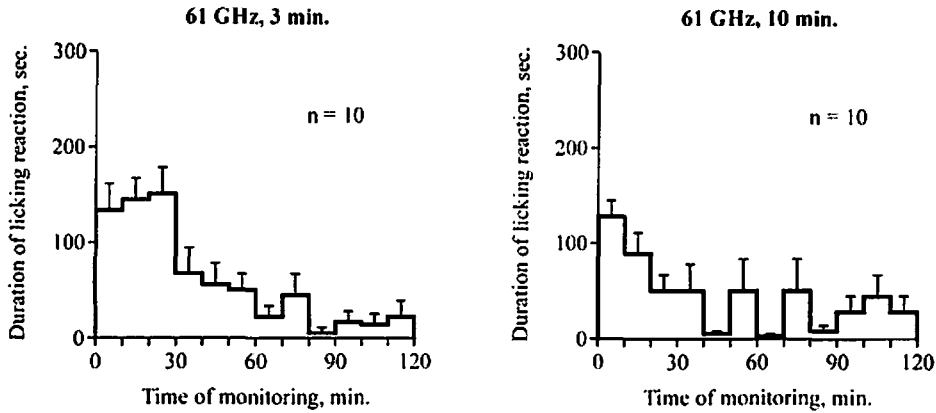 61 GHz, 3 min.
Duration of licking reaction, sec.
300
200
100
0
n = 10
0 30 60 90 120
Time of monitoring, min.
61 GHz, 10 min.
Duration of licking reaction, sec.
300
200
100
0
n = 10
0 30 60 90 120
Time of monitoring, min.